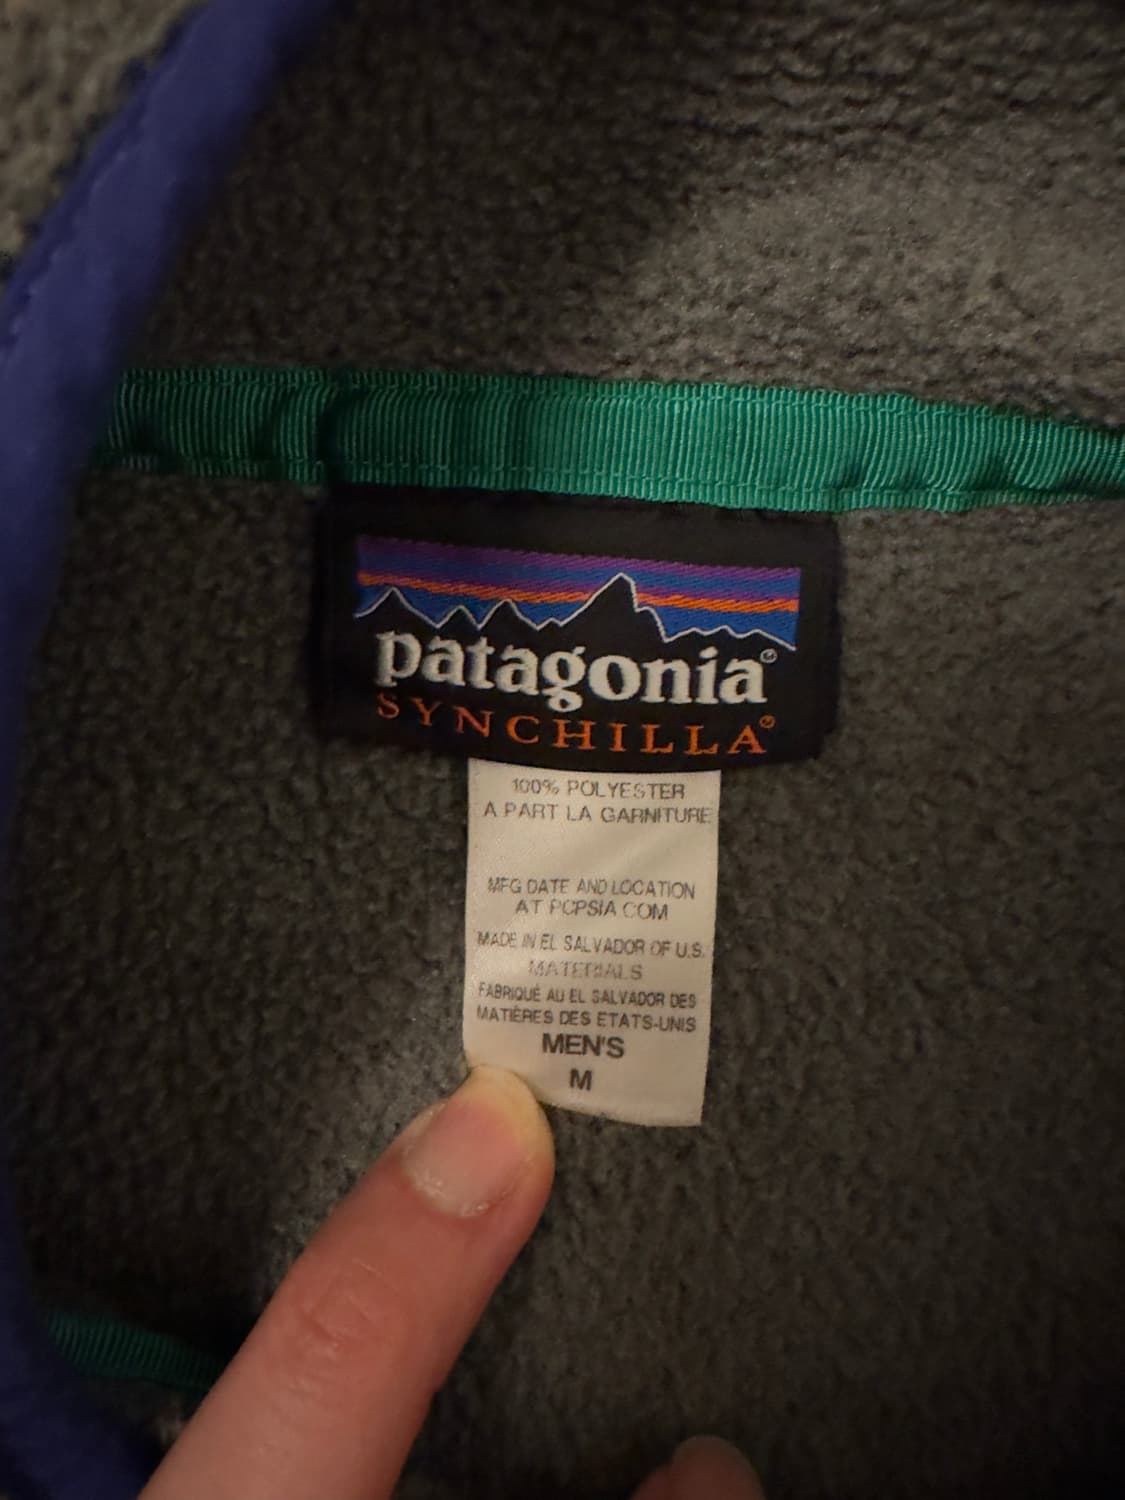 patagonia®
SYNCHILLA®
100% POLYESTER
A PART LA GARNITURE
MFG DATE AND LOCATION
AT PCPSIA COM
MADE IN EL SALVADOR OF U.S.
MATERIALS
FABRIQUÉ AU EL SALVADOR DES
MATIÈRES DES ETATS-UNIS
MEN'S
M